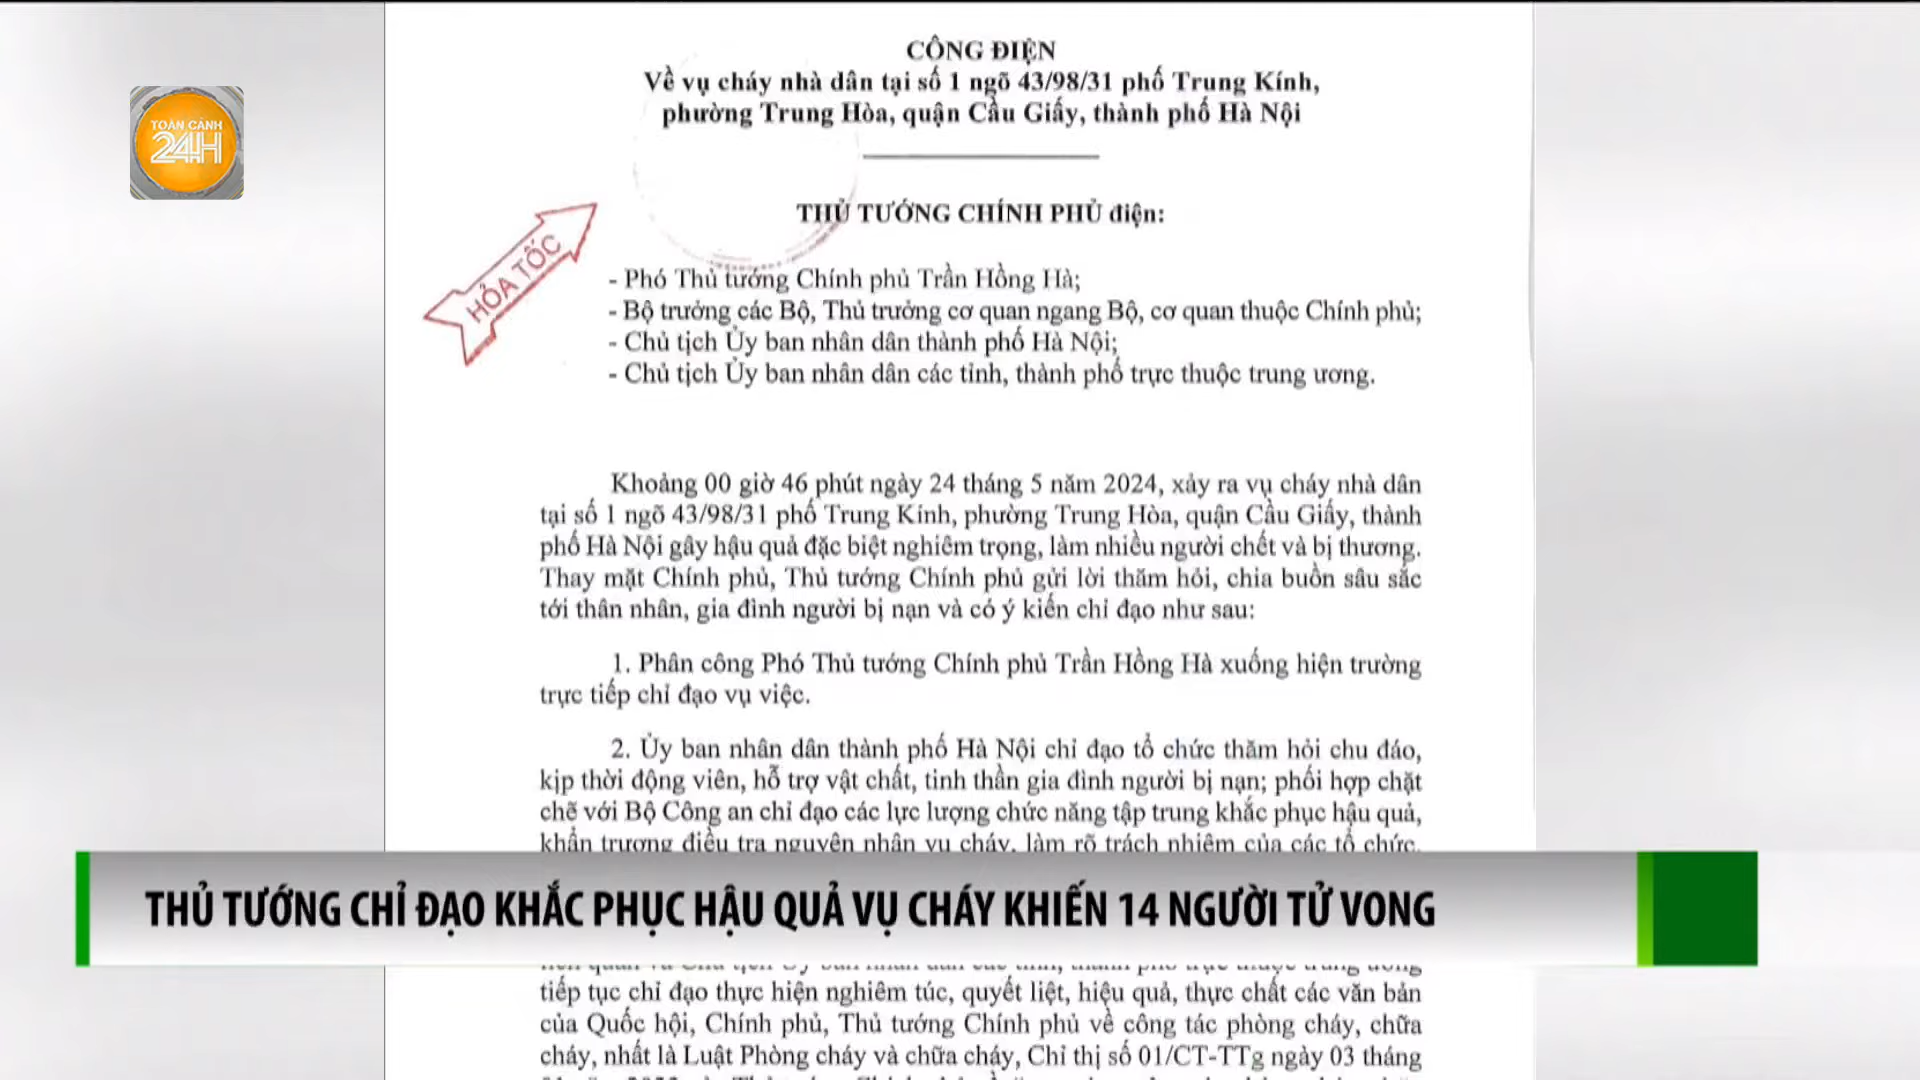 CÔNG ĐIỆN
Về vụ cháy nhà dân tại số 1 ngõ 43/98/31 phố Trung Kính,
phường Trung Hòa, quận Cầu Giấy, thành phố Hà Nội
TOÀN CẢNH
24H
THỦ TƯỚNG CHÍNH PHỦ điện:
HỎA TỐC
- Phó Thủ tướng Chính phủ Trần Hồng Hà;
- Bộ trưởng các Bộ, Thủ trưởng cơ quan ngang Bộ, cơ quan thuộc Chính phủ;
- Chủ tịch Ủy ban nhân dân thành phố Hà Nội;
- Chủ tịch Ủy ban nhân dân các tỉnh, thành phố trực thuộc trung ương.
Khoảng 00 giờ 46 phút ngày 24 tháng 5 năm 2024, xảy ra vụ cháy nhà dân
tại số 1 ngõ 43/98/31 phố Trung Kính, phường Trung Hòa, quận Cầu Giấy, thành
phố Hà Nội gây hậu quả đặc biệt nghiêm trọng, làm nhiều người chết và bị thương.
Thay mặt Chính phủ, Thủ tướng Chính phủ gửi lời thăm hỏi, chia buồn sâu sắc
tới thân nhân, gia đình người bị nạn và có ý kiến chỉ đạo như sau:
1. Phân công Phó Thủ tướng Chính phủ Trần Hồng Hà xuống hiện trường
trực tiếp chỉ đạo vụ việc.
2. Ủy ban nhân dân thành phố Hà Nội chỉ đạo tổ chức thăm hỏi chu đáo,
kịp thời động viên, hỗ trợ vật chất, tinh thần gia đình người bị nạn; phối hợp chặt
chẽ với Bộ Công an chỉ đạo các lực lượng chức năng tập trung khắc phục hậu quả,
khẩn trương điều tra nguyên nhân vụ cháy, làm rõ trách nhiệm của các tổ chức,
THỦ TƯỚNG CHỈ ĐẠO KHẮC PHỤC HẬU QUẢ VỤ CHÁY KHIẾN 14 NGƯỜI TỬ VONG
tiếp tục chỉ đạo thực hiện nghiêm túc, quyết liệt, hiệu quả, thực chất các văn bản
của Quốc hội, Chính phủ, Thủ tướng Chính phủ về công tác phòng cháy, chữa
cháy, nhất là Luật Phòng cháy và chữa cháy, Chỉ thị số 01/CT-TTg ngày 03 tháng